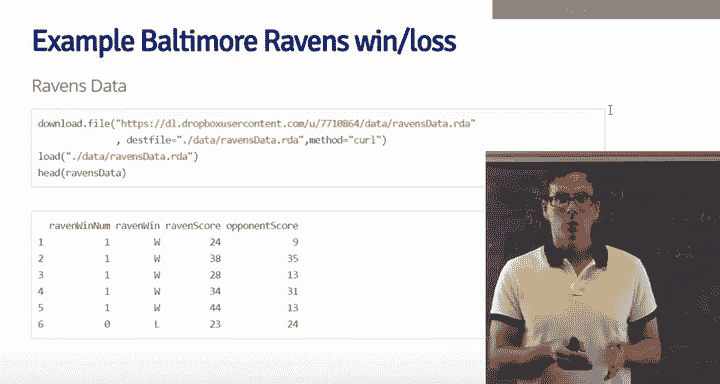 Example Baltimore Ravens win/loss
Ravens Data
download.file("https://dl.dropboxusercontent.com/u/7710864/data/ravensData.rda"
, destfile="./data/ravensData.rda",method="curl")
load("./data/ravensData.rda")
head(ravensData)
ravenWinNum ravenWin ravenScore opponentScore
1 1 W 24 9
2 1 W 38 35
3 1 W 28 13
4 1 W 34 31
5 1 W 44 13
6 0 L 23 24